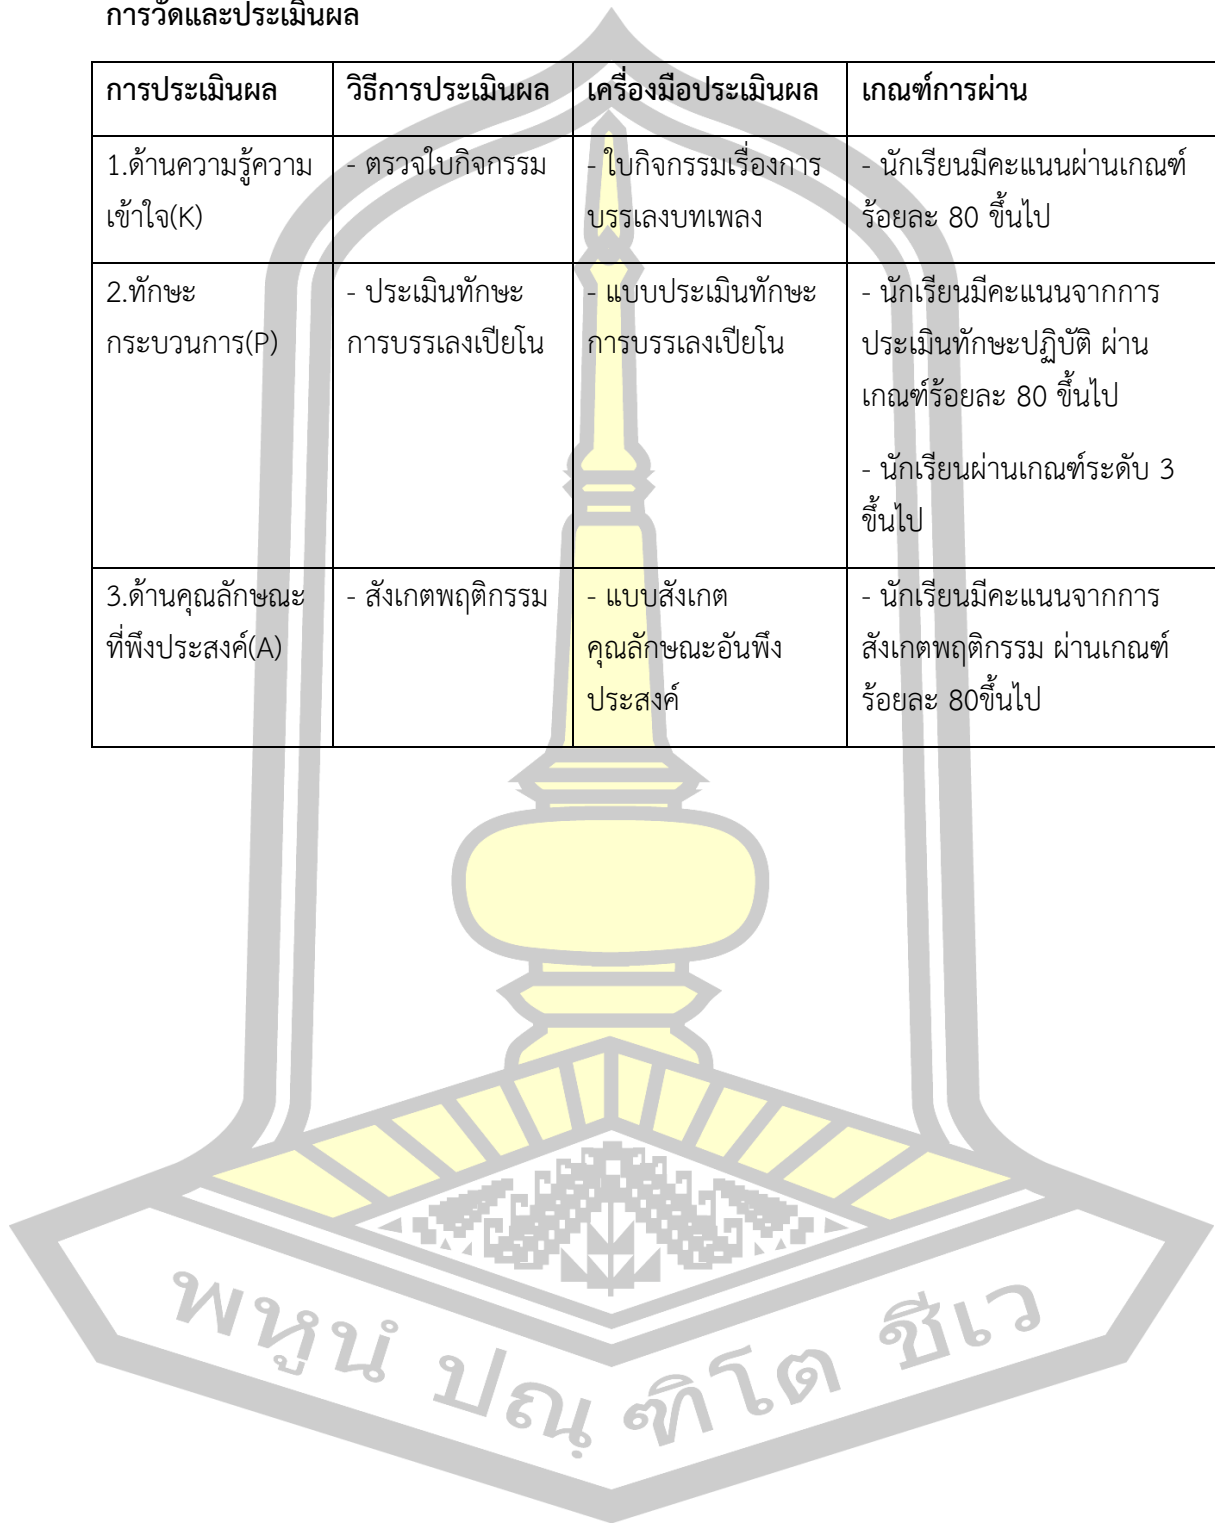 การวัดและประเมินผล
การประเมินผล วิธีการประเมินผล เครื่องมือประเมินผล เกณฑ์การผ่าน
1.ด้านความรู้ความ
เข้าใจ(K)
- ตรวจใบกิจกรรม
- ใบกิจกรรมเรื่องการ
บรรเลงบทเพลง
- นักเรียนมีคะแนนผ่านเกณฑ์
ร้อยละ 80 ขึ้นไป
2.ทักษะ
กระบวนการ(P)
- ประเมินทักษะ
การบรรเลงเปียโน
- แบบประเมินทักษะ
การบรรเลงเปียโน
- นักเรียนมีคะแนนจากการ
ประเมินทักษะปฏิบัติ ผ่าน
เกณฑ์ร้อยละ 80 ขึ้นไป
- นักเรียนผ่านเกณฑ์ระดับ 3
ขึ้นไป
3.ด้านคุณลักษณะ
ที่พึงประสงค์(A)
- สังเกตพฤติกรรม
- แบบสังเกต
คุณลักษณะอันพึง
ประสงค์
- นักเรียนมีคะแนนจากการ
สังเกตพฤติกรรม ผ่านเกณฑ์
ร้อยละ 80ขึ้นไป
พหูนํ ปณฺ ฑิโต ชีเว